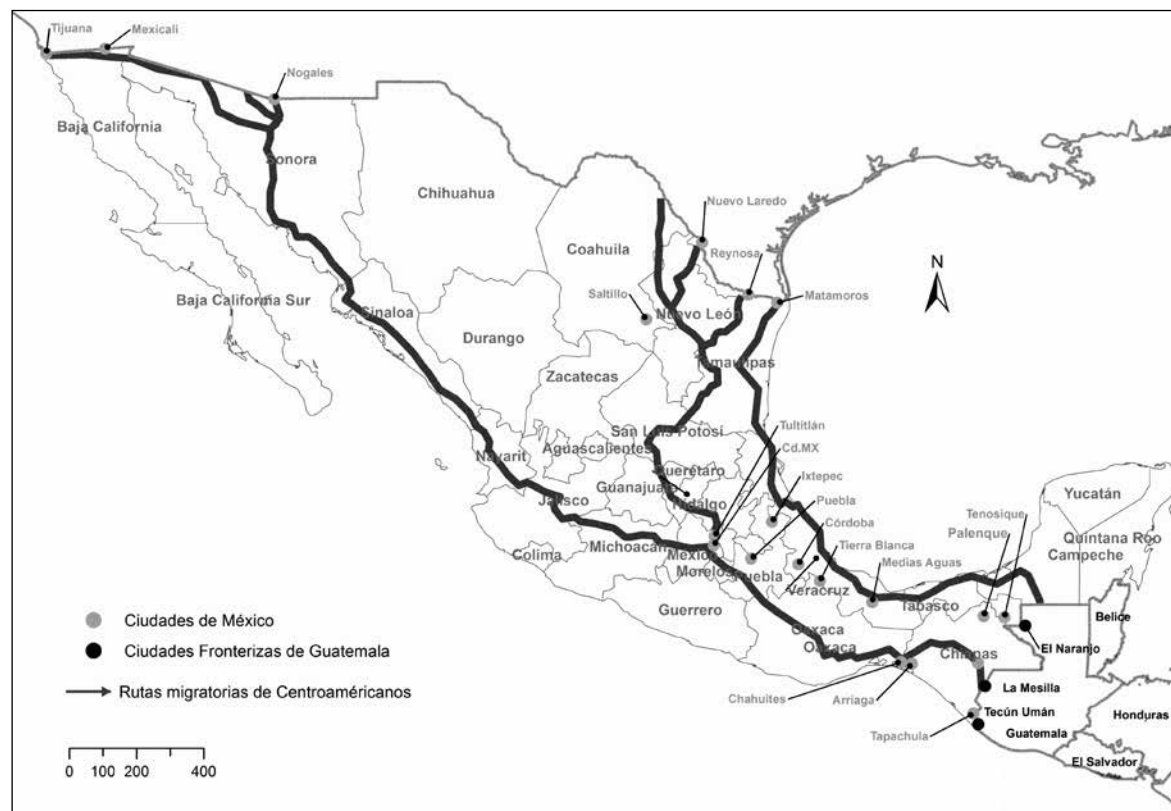 Tijuana
Mexicali
Nogales
Baja California
Sonora
Chihuahua
Nuevo Laredo
Coahuila
Reynosa
N
Baja California Sur
Saltillo
Matamoros
Sinaloa
Nuevo León
Durango
Tamaulipas
Zacatecas
Tultitlán
San Luis Potosí
Cd.MX
Aguascalientes
Nayarit
Querétaro
Ixtepec
Guanajuato
Puebla
Yucatán
Jalisco
Hidalgo
Tenosique
Córdoba
Palenque
Quintana Roo
Michoacán
Tierra Blanca
Campeche
Colima
México
Morelos
Puebla
Medias Aguas
Veracruz
Guerrero
Tabasco
Belice
Ciudades de México
Oaxaca
Oaxaca
El Naranjo
Ciudades Fronterizas de Guatemala
Chiapas
Rutas migratorias de Centroaméricanos
La Mesilla
Chahuites
Arriaga
Honduras
Tecún Umán
Tapachula
Guatemala
El Salvador
0 100 200 400